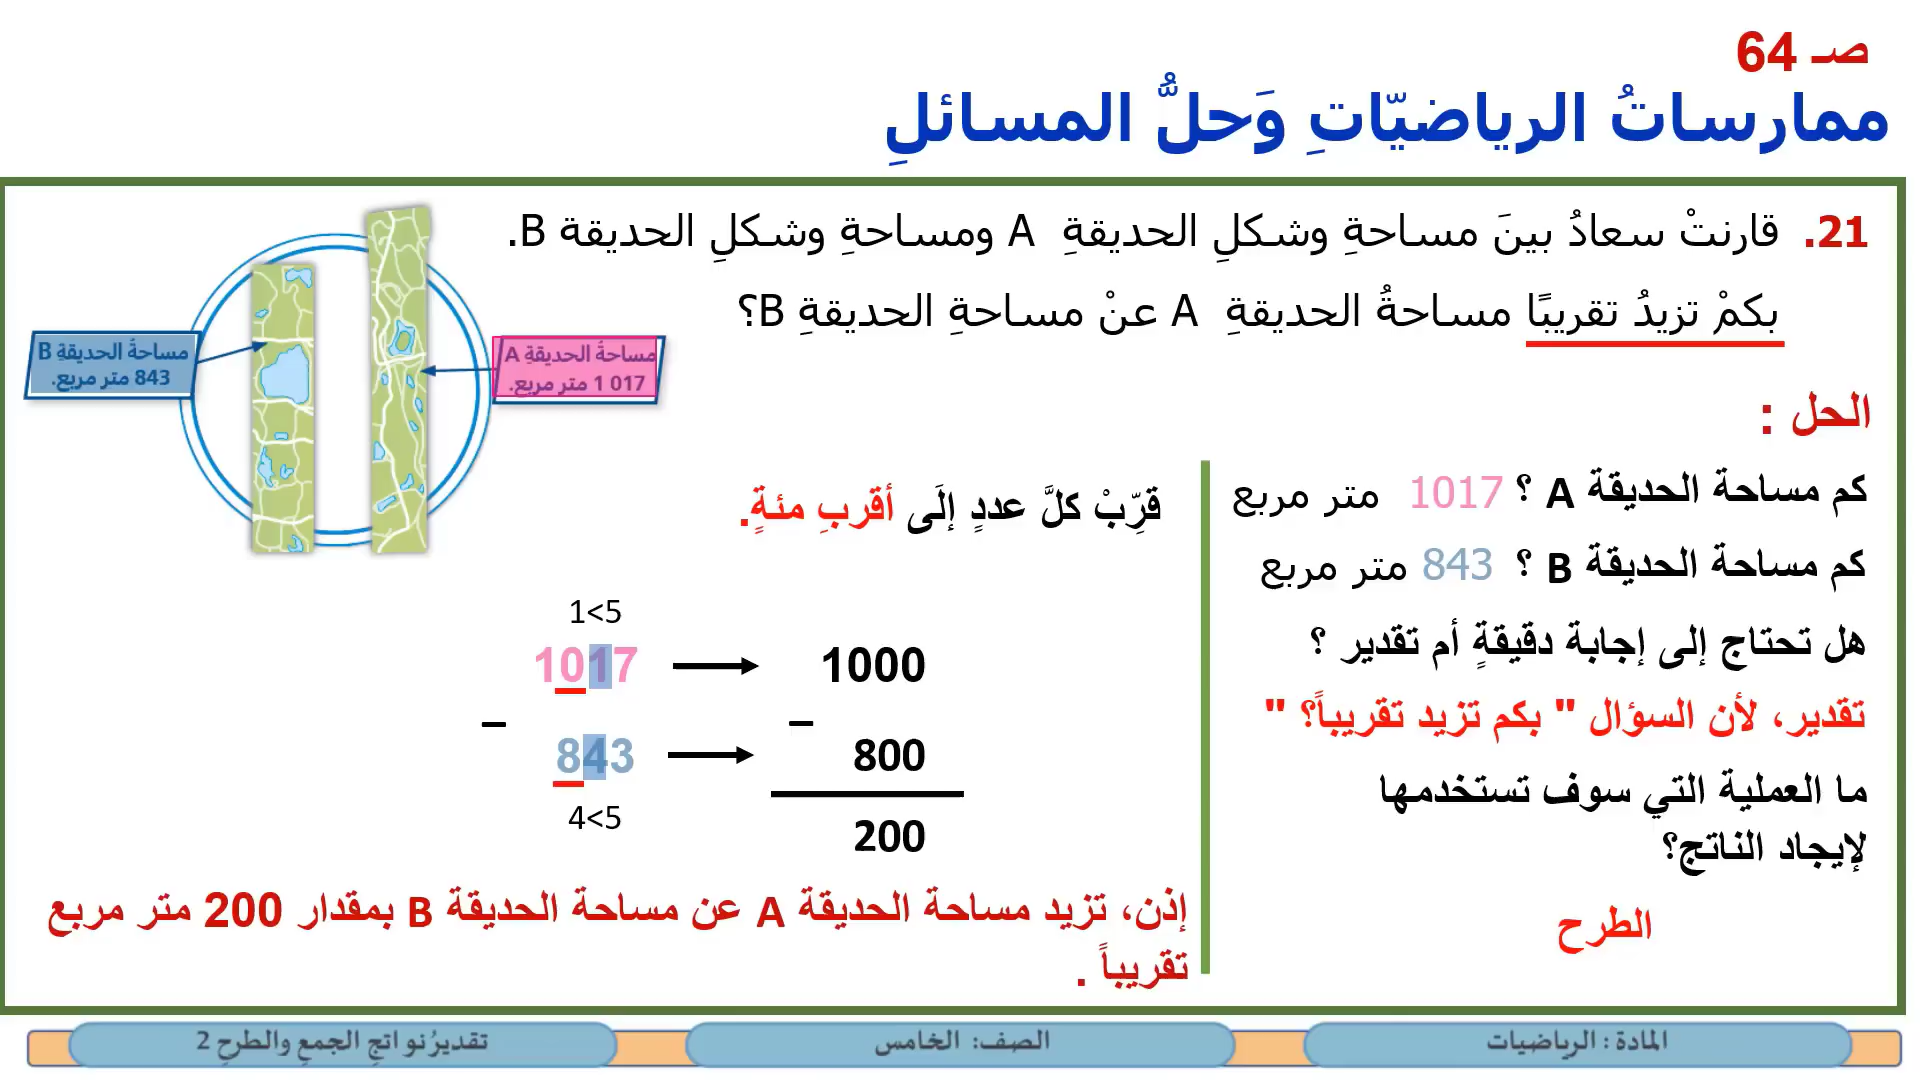 صـ 64
ممارساتُ الرياضيّاتِ وَحلُّ المسائلِ
21. قارنتْ سعادُ بينَ مساحةِ وشكلِ الحديقةِ A ومساحةِ وشكلِ الحديقة B.
بكمْ تزيدُ تقريبًا مساحةُ الحديقةِ A عنْ مساحةِ الحديقةِ B؟
مساحةُ الحديقةِ A
1 017 متر مربع.
مساحةُ الحديقةِ B
843 متر مربع.
الحل :
كم مساحة الحديقة A ؟ 1017 متر مربع
كم مساحة الحديقة B ؟ 843 متر مربع
هل تحتاج إلى إجابة دقيقةٍ أم تقدير ؟
تقدير، لأن السؤال " بكم تزيد تقريباً؟ "
ما العملية التي سوف تستخدمها
لإيجاد الناتج؟
الطرح
قرِّبْ كلَّ عددٍ إلَى أقربِ مئةٍ.
1<5
1017 → 1000
– –
843 → 800
4<5
200
إذن، تزيد مساحة الحديقة A عن مساحة الحديقة B بمقدار 200 متر مربع
تقريباً .
المادة : الرياضيات
الصف: الخامس
تقديرُ نواتجِ الجمعِ والطرحِ 2